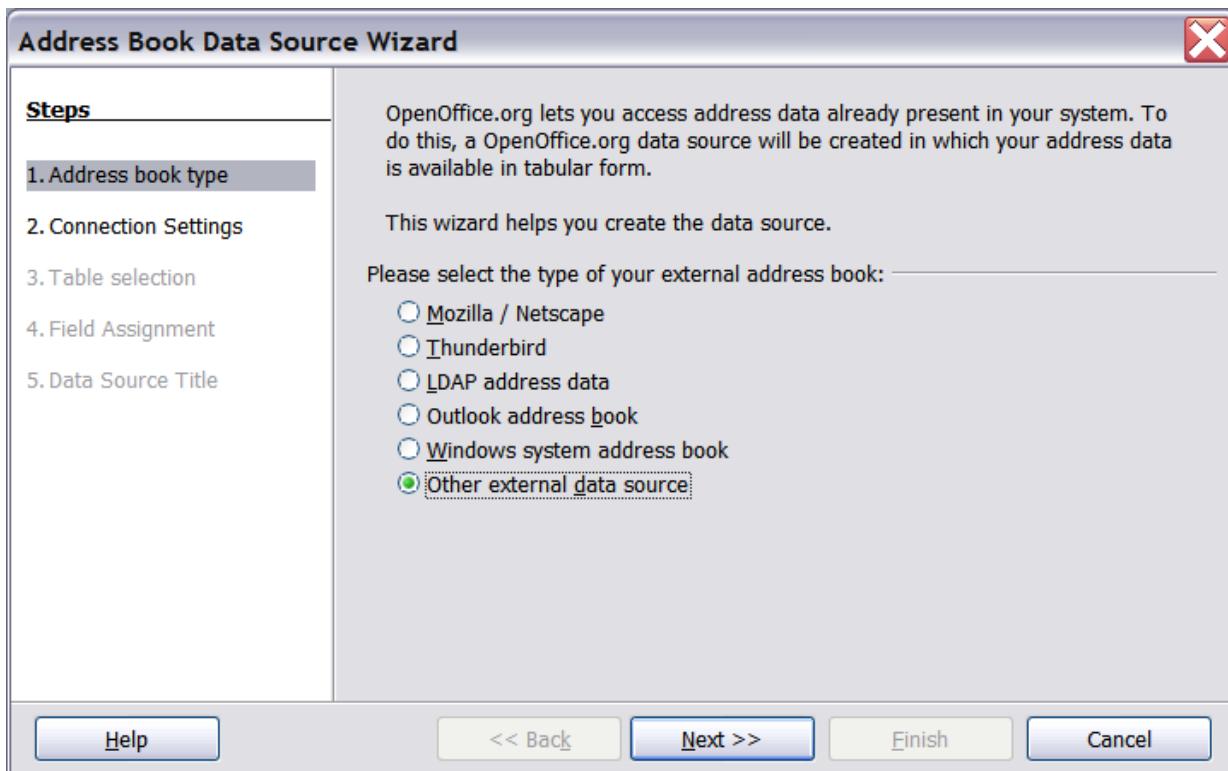 Address Book Data Source Wizard
Steps
1. Address book type
2. Connection Settings
3. Table selection
4. Field Assignment
5. Data Source Title
OpenOffice.org lets you access address data already present in your system. To
do this, a OpenOffice.org data source will be created in which your address data
is available in tabular form.
This wizard helps you create the data source.
Please select the type of your external address book:
Mozilla / Netscape
Thunderbird
LDAP address data
Outlook address book
Windows system address book
Other external data source
Help
<< Back
Next >>
Finish
Cancel